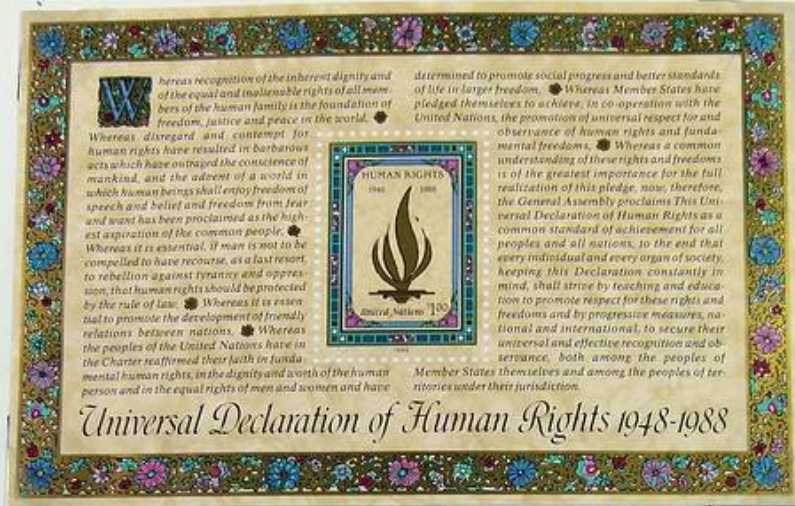 Whereas recognition of the inherent dignity and
of the equal and inalienable rights of all mem-
bers of the human family is the foundation of
freedom, justice and peace in the world,
Whereas disregard and contempt for
human rights have resulted in barbarous
acts which have outraged the conscience of
mankind, and the advent of a world in
which human beings shall enjoy freedom of
speech and belief and freedom from fear
and want has been proclaimed as the high-
est aspiration of the common people,
Whereas it is essential, if man is not to be
compelled to have recourse, as a last resort,
to rebellion against tyranny and oppres-
sion, that human rights should be protected
by the rule of law, Whereas it is essen-
tial to promote the development of friendly
relations between nations, Whereas
the peoples of the United Nations have in
the Charter reaffirmed their faith in funda-
mental human rights, in the dignity and worth of the human
person and in the equal rights of men and women and have
determined to promote social progress and better standards
of life in larger freedom, Whereas Member States have
pledged themselves to achieve, in co-operation with the
United Nations, the promotion of universal respect for and
observance of human rights and funda-
mental freedoms, Whereas a common
understanding of these rights and freedoms
is of the greatest importance for the full
realization of this pledge, now, therefore,
the General Assembly proclaims This Uni-
versal Declaration of Human Rights as a
common standard of achievement for all
peoples and all nations, to the end that
every individual and every organ of society,
keeping this Declaration constantly in
mind, shall strive by teaching and educa-
tion to promote respect for these rights and
freedoms and by progressive measures, na-
tional and international, to secure their
universal and effective recognition and ob-
servance, both among the peoples of
Member States themselves and among the peoples of ter-
ritories under their jurisdiction.
HUMAN RIGHTS
1948 1988
United Nations $1.00
1988
Universal Declaration of Human Rights 1948-1988